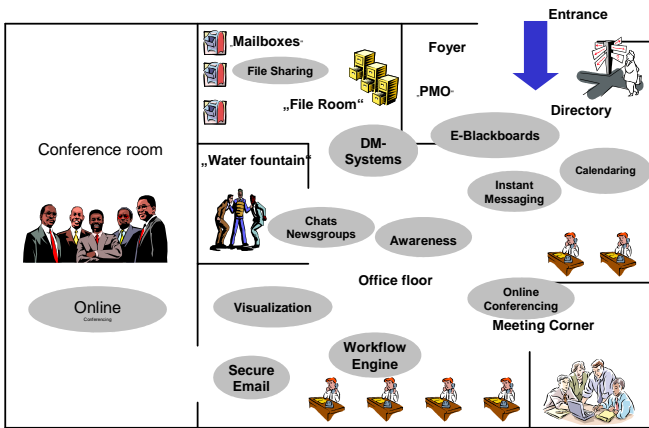 Entrance
„Mailboxes“
Foyer
File Sharing
„PMO“
„File Room“
Directory
E-Blackboards
DM-
Systems
Conference room
„Water fountain“
Calendaring
Instant
Messaging
Chats
Newsgroups
Awareness
Office floor
Online
Conferencing
Visualization
Online
Conferencing
Meeting Corner
Workflow
Engine
Secure
Email